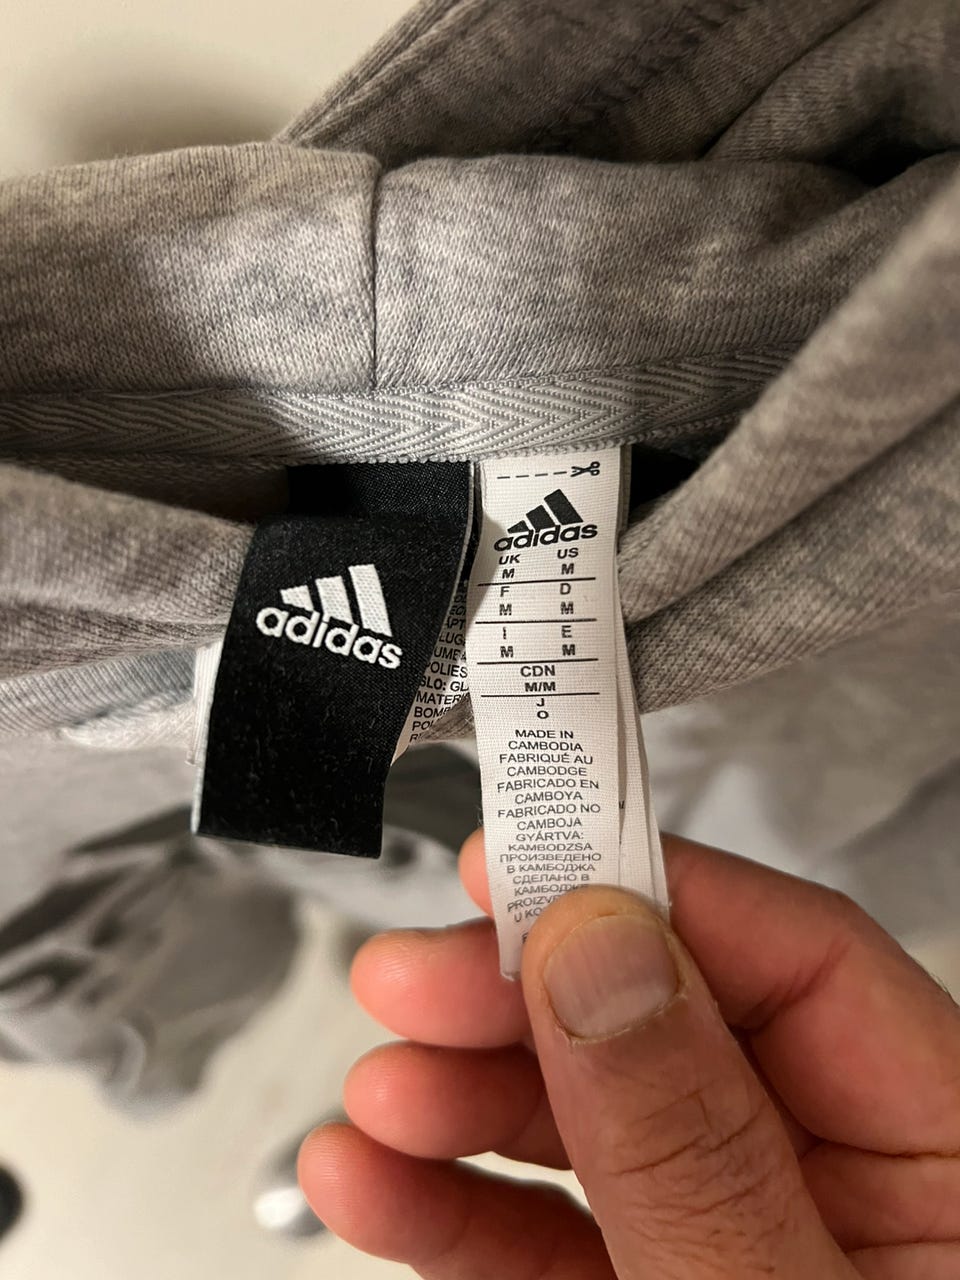 adidas
adidas
UK US
M M
F D
M M
I E
M M
CDN
M/M
J
O
MADE IN
CAMBODIA
FABRIQUÉ AU
CAMBODGE
FABRICADO EN
CAMBOYA
FABRICADO NO
CAMBOJA
GYÁRTVA:
KAMBODZSA
ПРОИЗВЕДЕНО
В КАМБОДЖА
СДЕЛАНО В
КАМБОДЖЕ
U